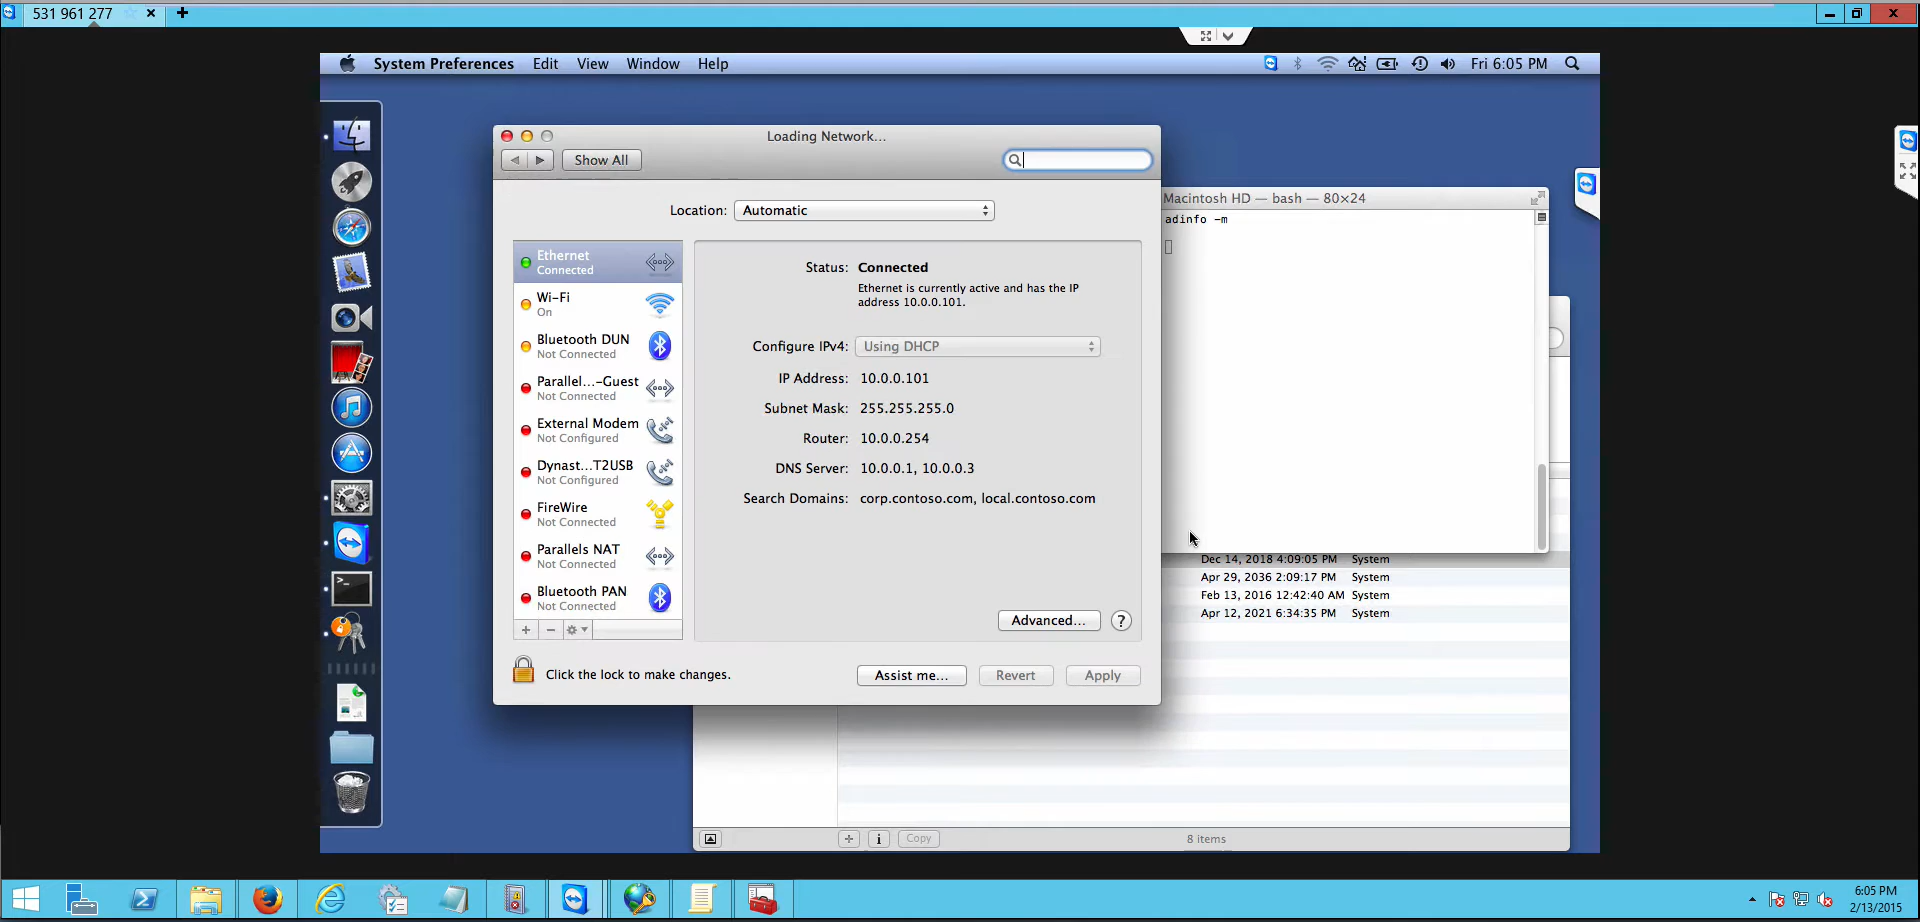 531 961 277
System Preferences Edit View Window Help
Fri 6:05 PM
Loading Network...
Show All
Location: Automatic
Ethernet
Connected
Wi-Fi
On
Bluetooth DUN
Not Connected
Parallel...-Guest
Not Connected
External Modem
Not Configured
Dynast...T2USB
Not Configured
FireWire
Not Connected
Parallels NAT
Not Connected
Bluetooth PAN
Not Connected
Status: Connected
Ethernet is currently active and has the IP
address 10.0.0.101.
Configure IPv4: Using DHCP
IP Address: 10.0.0.101
Subnet Mask: 255.255.255.0
Router: 10.0.0.254
DNS Server: 10.0.0.1, 10.0.0.3
Search Domains: corp.contoso.com, local.contoso.com
Advanced... ?
Click the lock to make changes.
Assist me... Revert Apply
Macintosh HD — bash — 80×24
adinfo -m
Dec 14, 2018 4:09:05 PM System
Apr 29, 2036 2:09:17 PM System
Feb 13, 2016 12:42:40 AM System
Apr 12, 2021 6:34:35 PM System
Copy
8 items
6:05 PM
2/13/2015